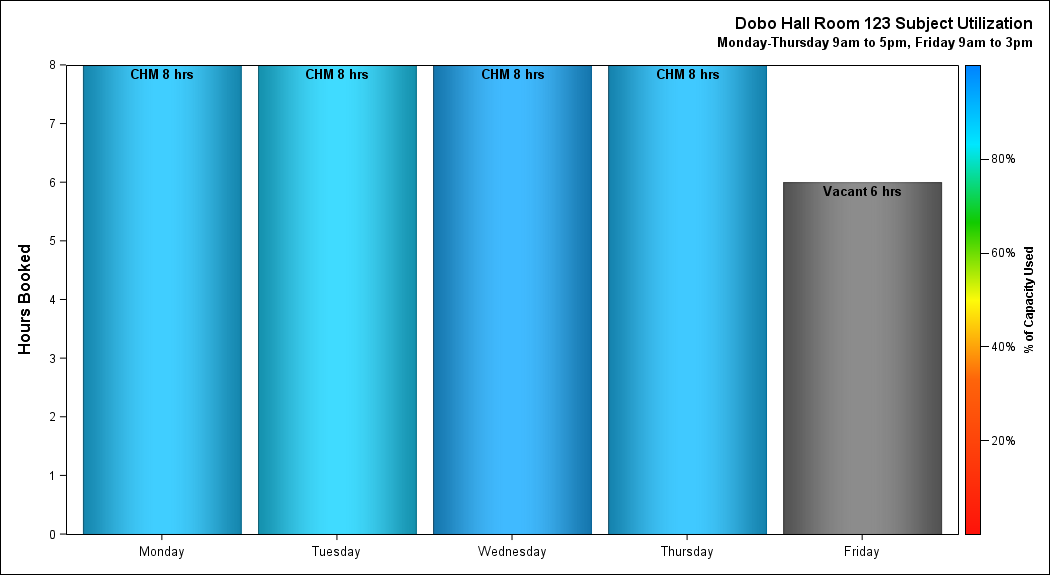 Dobo Hall Room 123 Subject Utilization
Monday-Thursday 9am to 5pm, Friday 9am to 3pm
Hours Booked
8
7
6
5
4
3
2
1
0
CHM 8 hrs
CHM 8 hrs
CHM 8 hrs
CHM 8 hrs
Vacant 6 hrs
Monday
Tuesday
Wednesday
Thursday
Friday
80%
60%
40%
20%
% of Capacity Used